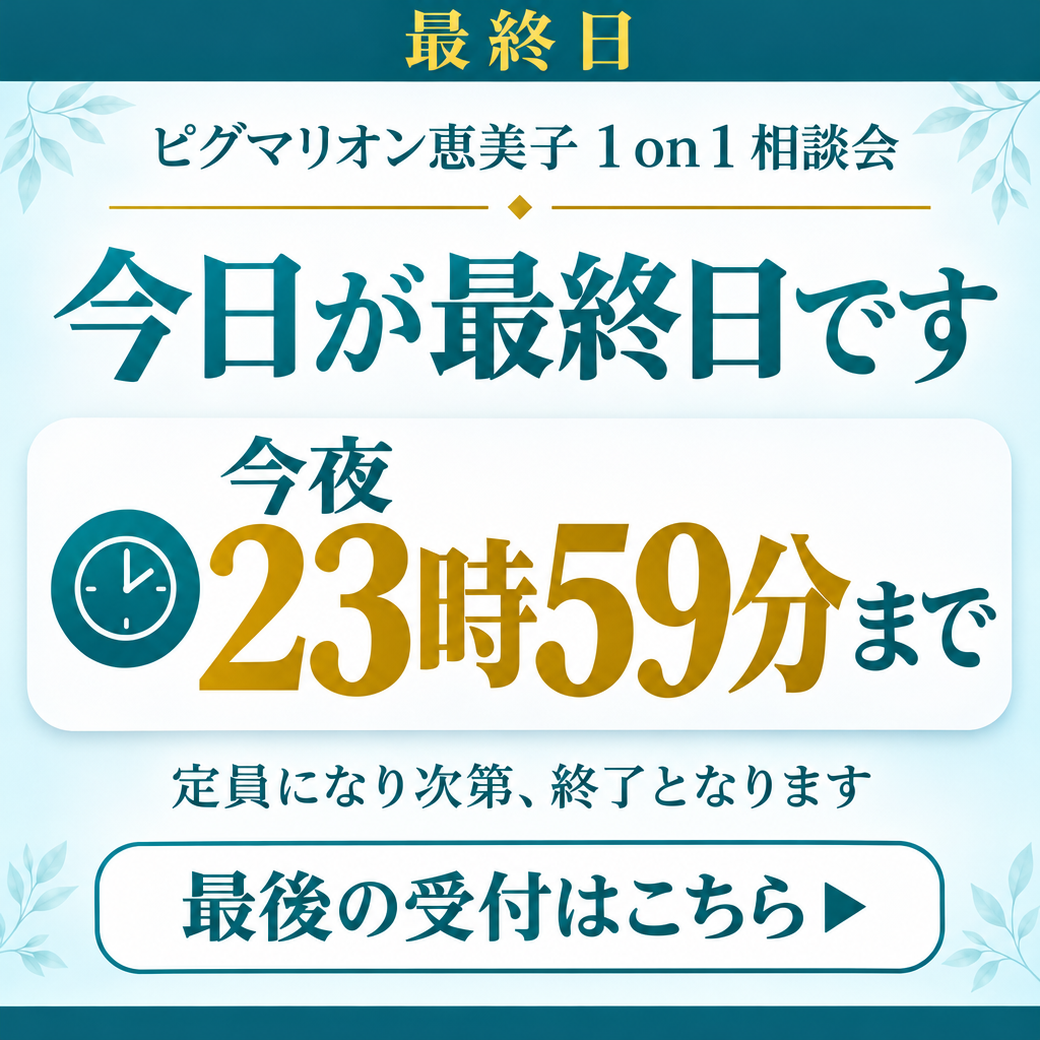 最終日
ピグマリオン恵美子 1on1 相談会
今日が最終日です
今夜
23時59分まで
定員になり次第、終了となります
最後の受付はこちら▶